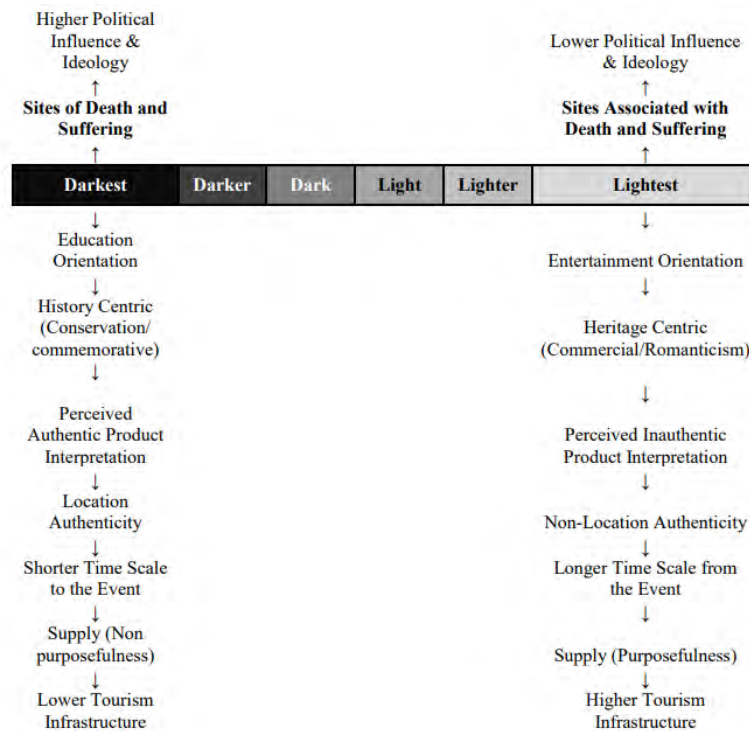 Higher Political
Influence &
Ideology
↑
Sites of Death and
Suffering
↑
Lower Political Influence
& Ideology
↑
Sites Associated with
Death and Suffering
↑
Darkest Darker Dark Light Lighter Lightest
↓
Education
Orientation
↓
History Centric
(Conservation/
commemorative)
↓
Perceived
Authentic Product
Interpretation
↓
Location
Authenticity
↓
Shorter Time Scale
to the Event
↓
Supply (Non
purposefulness)
↓
Lower Tourism
Infrastructure
↓
Entertainment Orientation
↓
Heritage Centric
(Commercial/Romanticism)
↓
Perceived Inauthentic
Product Interpretation
↓
Non-Location Authenticity
↓
Longer Time Scale from
the Event
↓
Supply (Purposefulness)
↓
Higher Tourism
Infrastructure